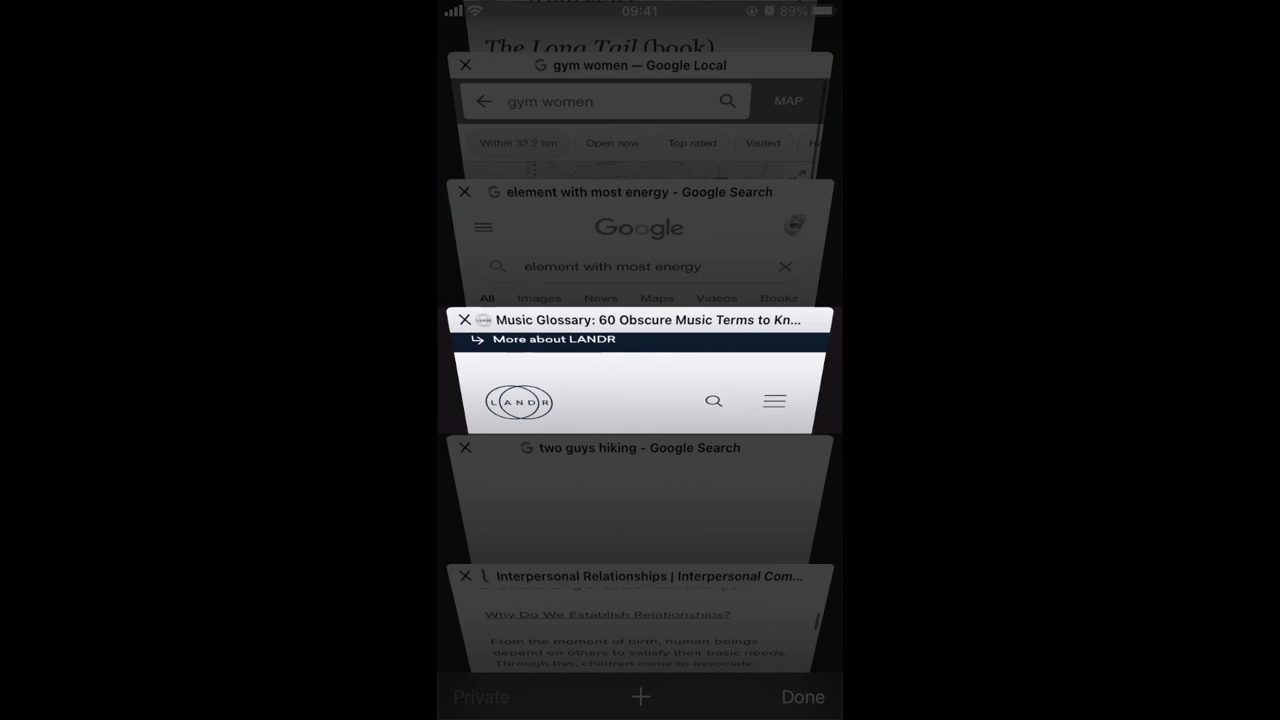 09:41
89%
The Long Tail (book)
gym women — Google Local
gym women
MAP
Within 32.2 km
Open now
Top rated
Visited
element with most energy - Google Search
Google
element with most energy
All Images News Maps Videos Books
Music Glossary: 60 Obscure Music Terms to Kn...
More about LANDR
LANDR
two guys hiking - Google Search
Interpersonal Relationships | Interpersonal Com...
Why Do We Establish Relationships?
From the moment of birth, human beings
depend on others to satisfy their basic needs.
Through this, children come to associate
Private
Done